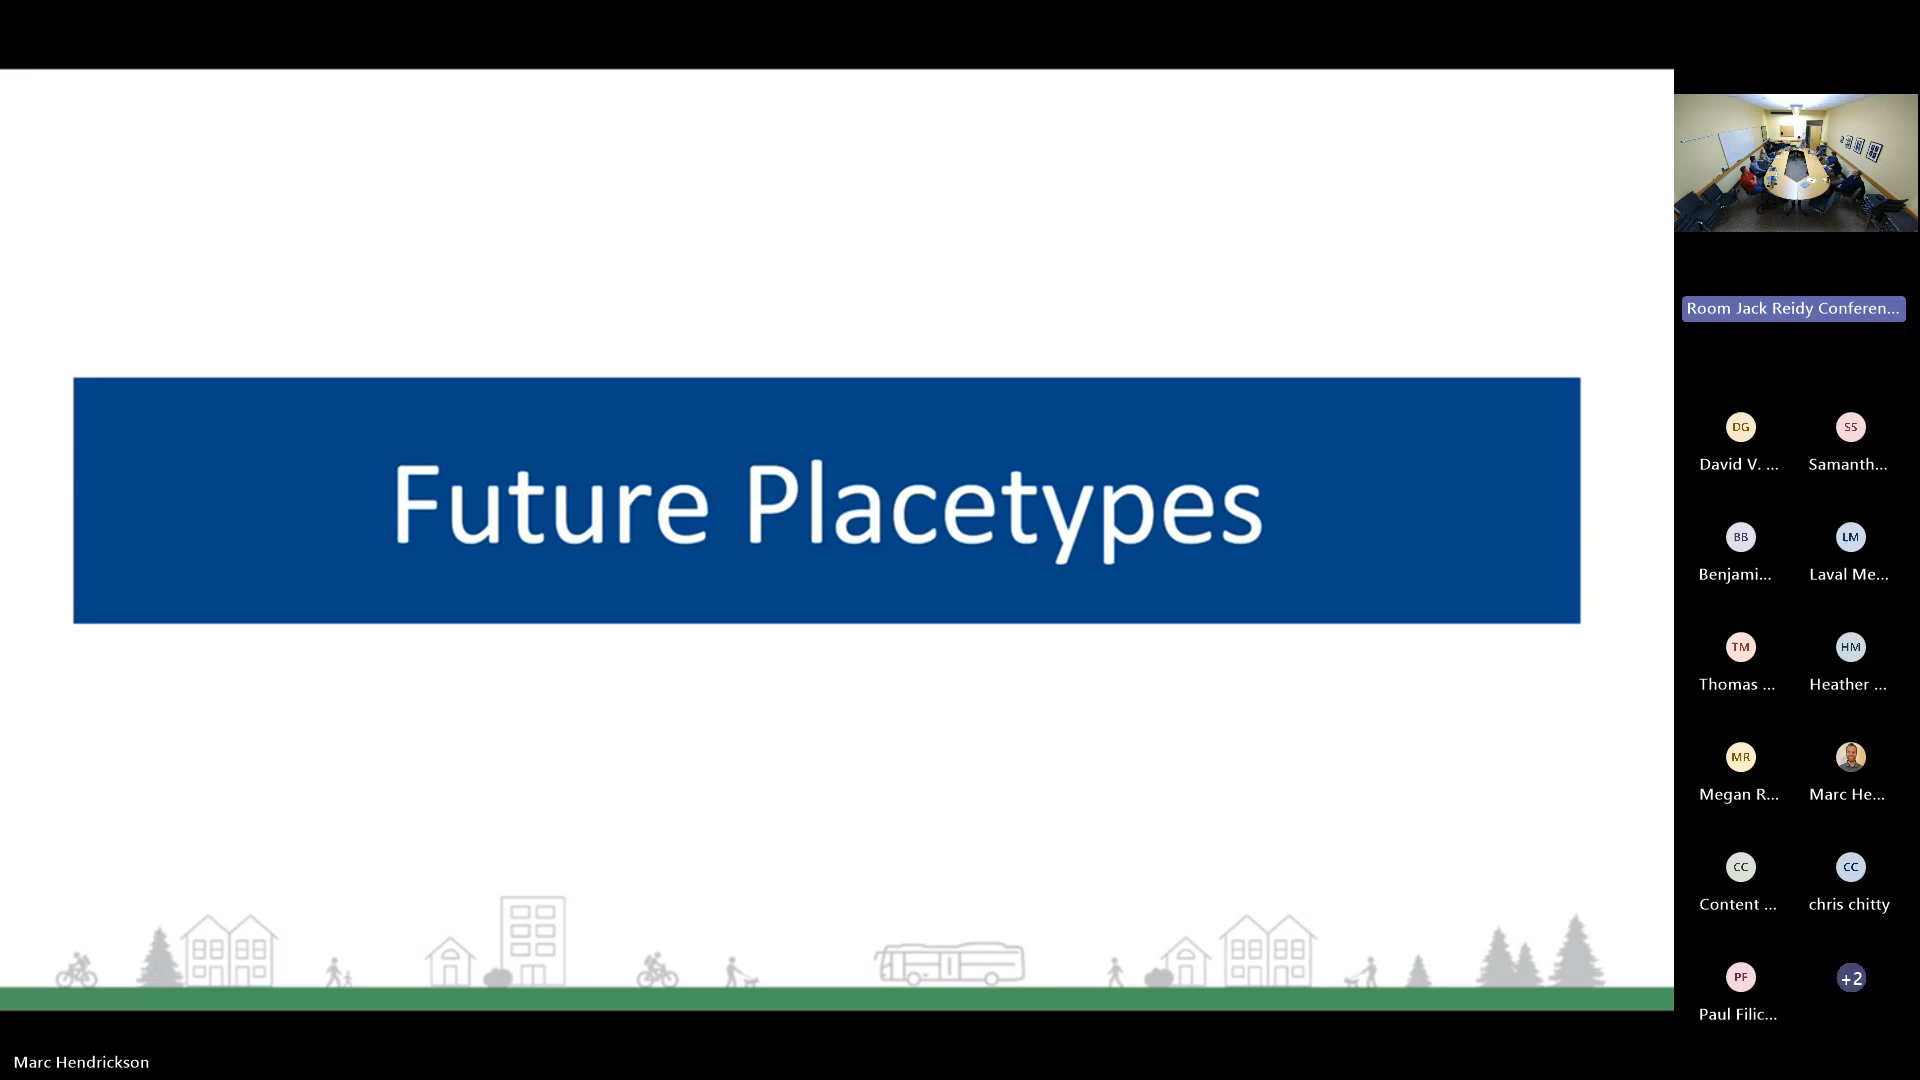 Future Placetypes
Room Jack Reidy Conferen...
DG
SS
David V. ...
Samanth...
BB
LM
Benjami...
Laval Me...
TM
HM
Thomas ...
Heather ...
MR
Megan R...
Marc He...
CC
CC
Content ...
chris chitty
PF
+2
Paul Filic...
Marc Hendrickson